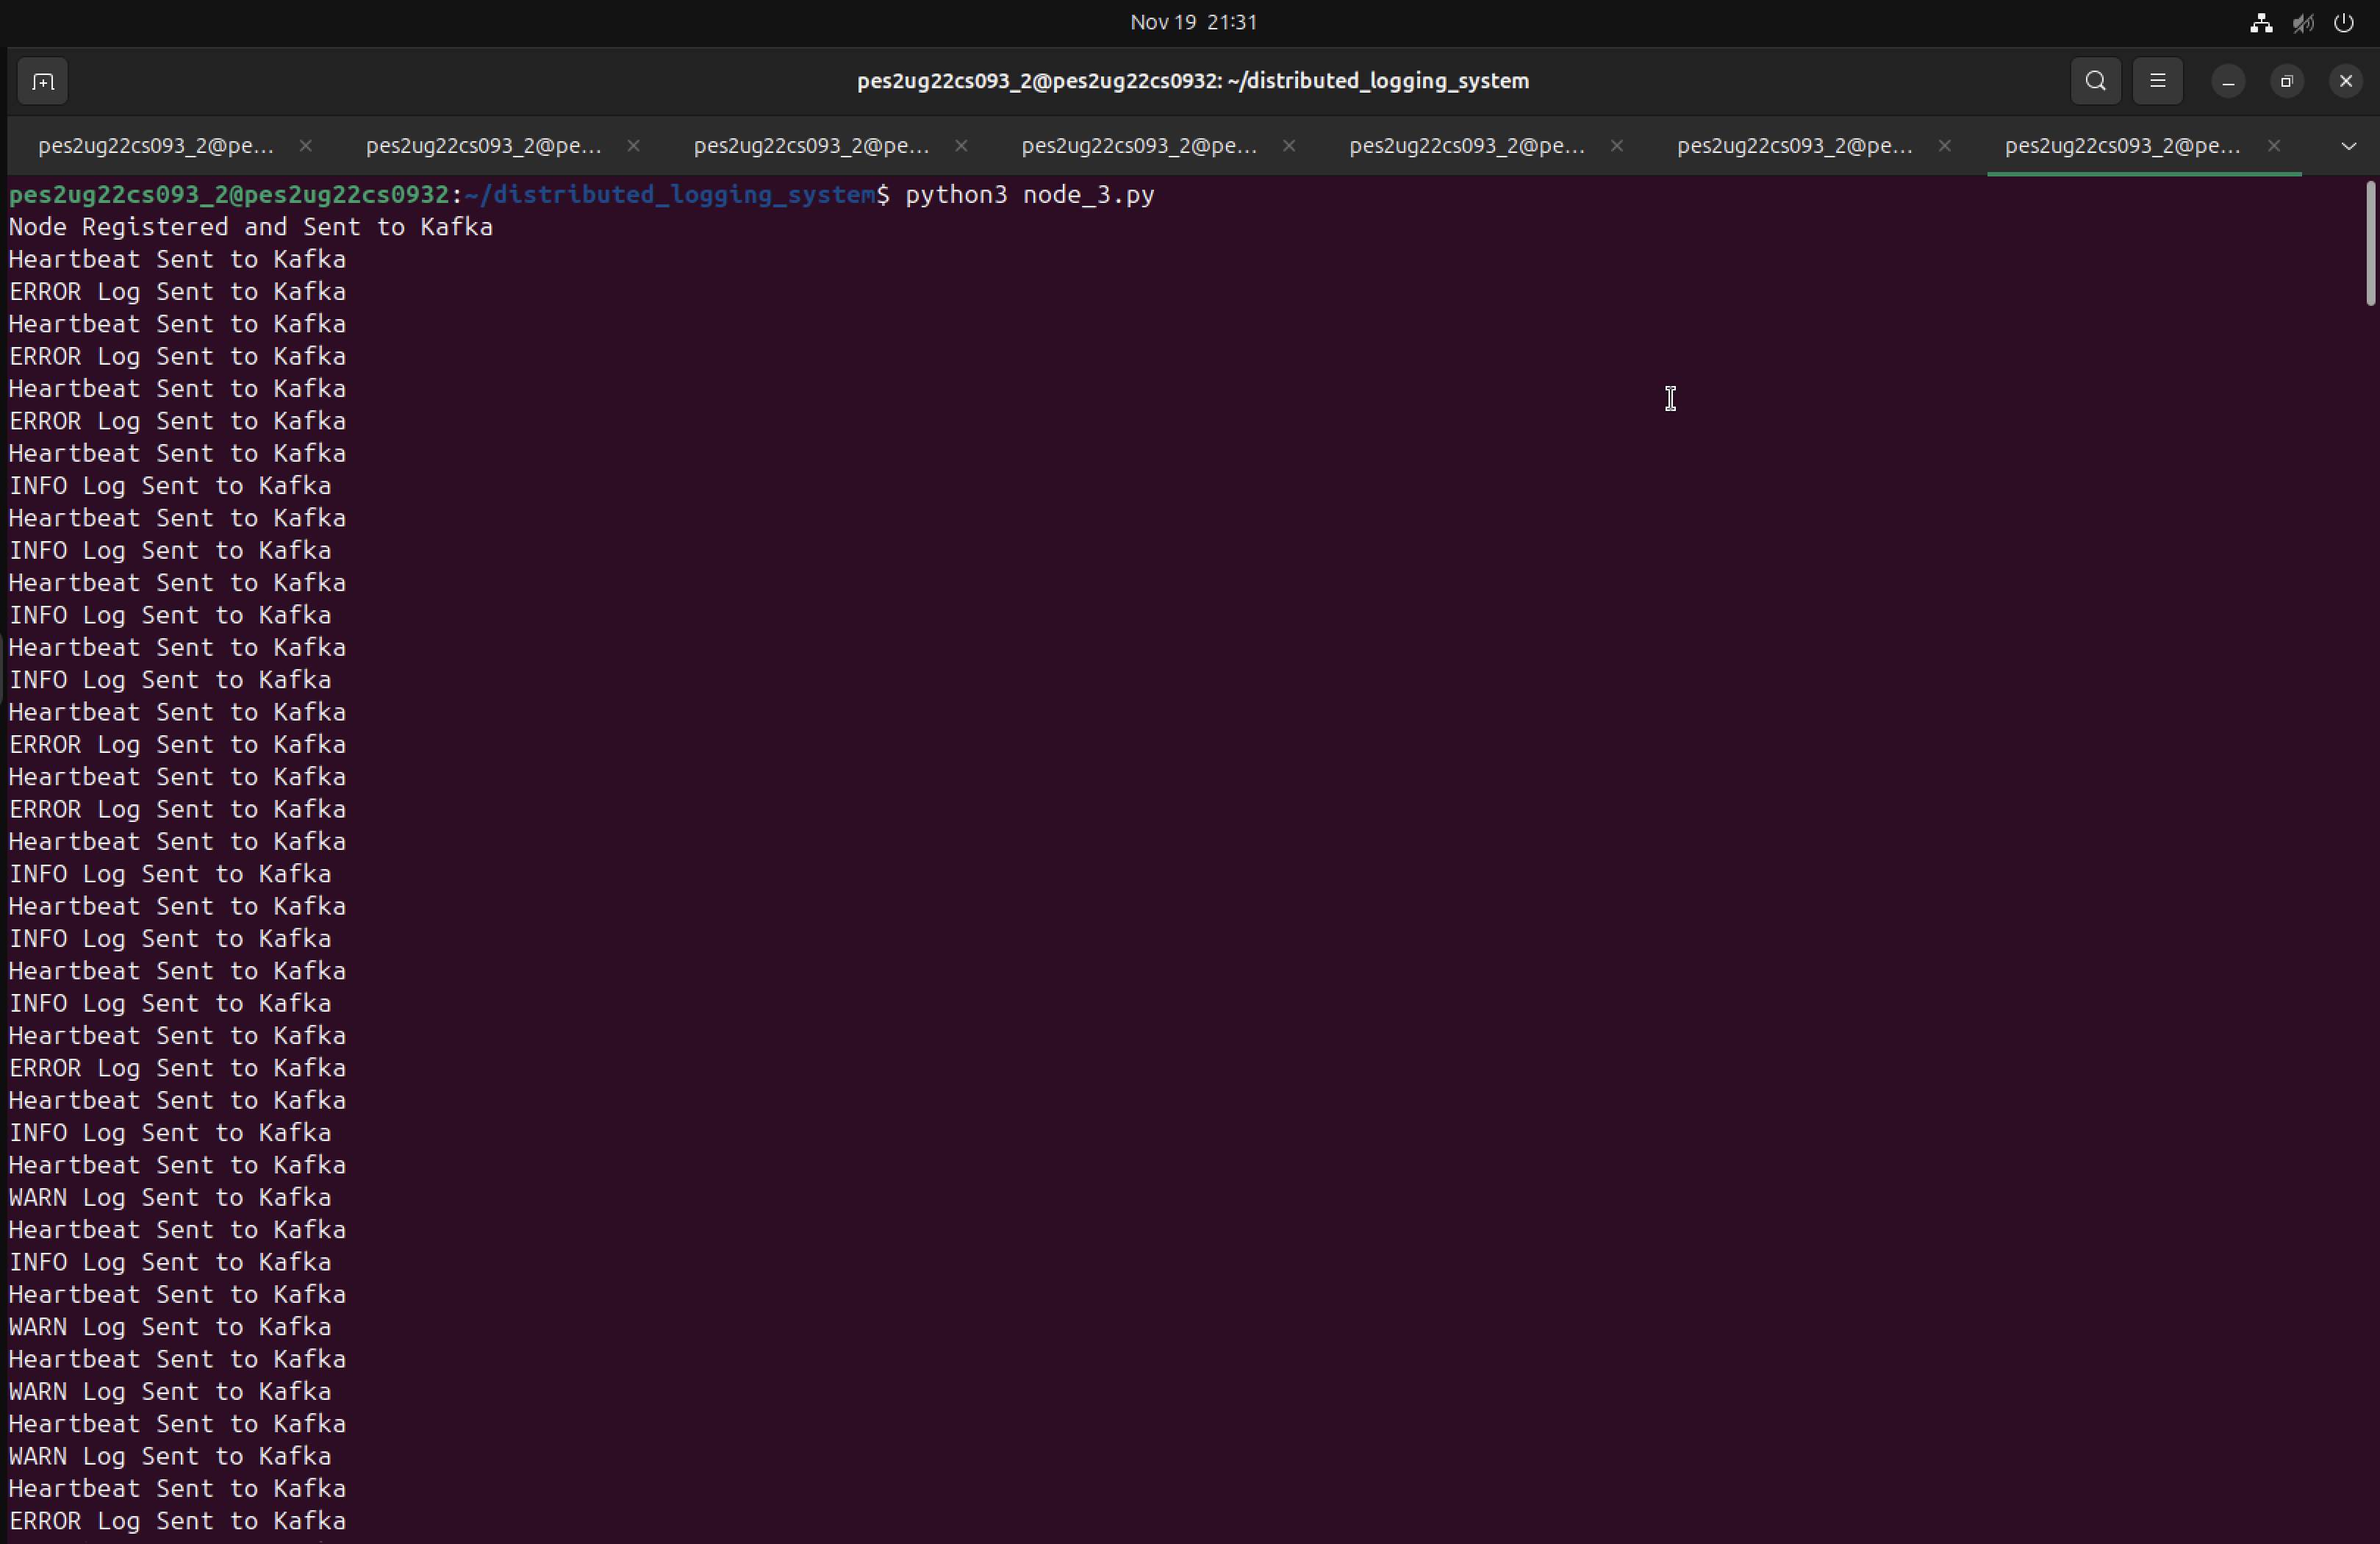 Nov 19 21:31
pes2ug22cs093_2@pes2ug22cs0932: ~/distributed_logging_system
pes2ug22cs093_2@pe... pes2ug22cs093_2@pe... pes2ug22cs093_2@pe... pes2ug22cs093_2@pe... pes2ug22cs093_2@pe... pes2ug22cs093_2@pe... pes2ug22cs093_2@pe...
pes2ug22cs093_2@pes2ug22cs0932:~/distributed_logging_system$ python3 node_3.py
Node Registered and Sent to Kafka
Heartbeat Sent to Kafka
ERROR Log Sent to Kafka
Heartbeat Sent to Kafka
ERROR Log Sent to Kafka
Heartbeat Sent to Kafka
ERROR Log Sent to Kafka
Heartbeat Sent to Kafka
INFO Log Sent to Kafka
Heartbeat Sent to Kafka
INFO Log Sent to Kafka
Heartbeat Sent to Kafka
INFO Log Sent to Kafka
Heartbeat Sent to Kafka
INFO Log Sent to Kafka
Heartbeat Sent to Kafka
ERROR Log Sent to Kafka
Heartbeat Sent to Kafka
ERROR Log Sent to Kafka
Heartbeat Sent to Kafka
INFO Log Sent to Kafka
Heartbeat Sent to Kafka
INFO Log Sent to Kafka
Heartbeat Sent to Kafka
INFO Log Sent to Kafka
Heartbeat Sent to Kafka
ERROR Log Sent to Kafka
Heartbeat Sent to Kafka
INFO Log Sent to Kafka
Heartbeat Sent to Kafka
WARN Log Sent to Kafka
Heartbeat Sent to Kafka
INFO Log Sent to Kafka
Heartbeat Sent to Kafka
WARN Log Sent to Kafka
Heartbeat Sent to Kafka
WARN Log Sent to Kafka
Heartbeat Sent to Kafka
WARN Log Sent to Kafka
Heartbeat Sent to Kafka
ERROR Log Sent to Kafka